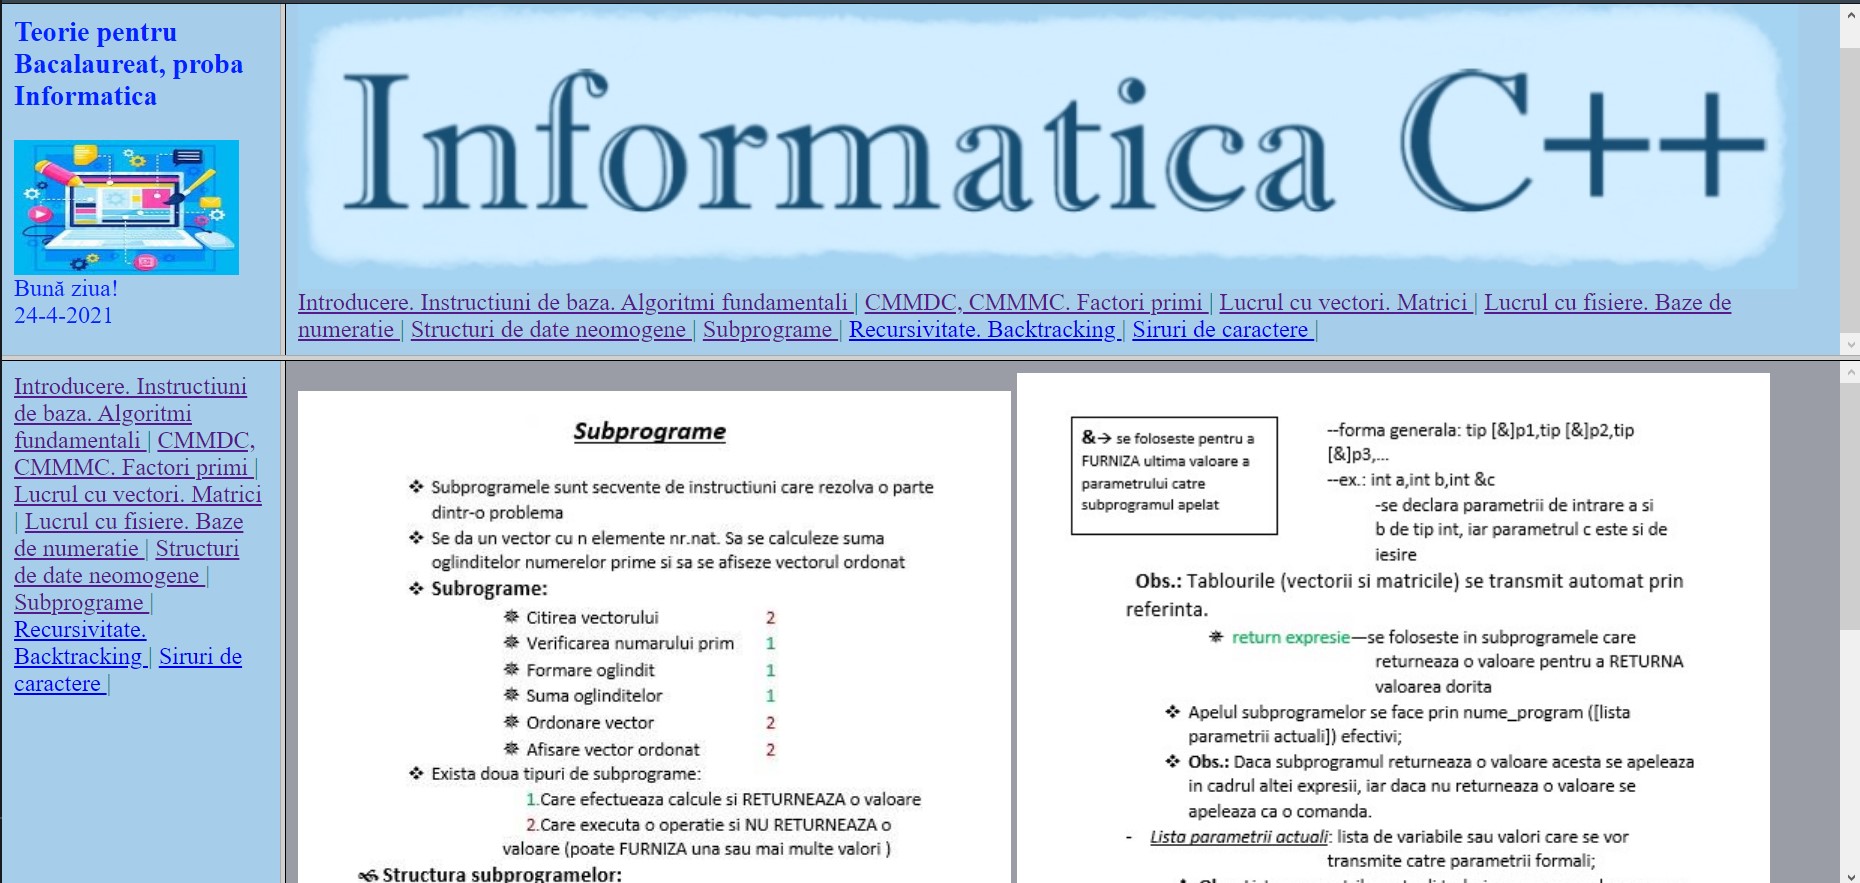 Teorie pentru
Bacalaureat, proba
Informatica
Bună ziua!
24-4-2021
Informatica C++
Introducere. Instructiuni de baza. Algoritmi fundamentali | CMMDC, CMMMC. Factori primi | Lucrul cu vectori. Matrici | Lucrul cu fisiere. Baze de
numeratie | Structuri de date neomogene | Subprograme | Recursivitate. Backtracking | Siruri de caractere |
Introducere. Instructiuni
de baza. Algoritmi
fundamentali | CMMDC,
CMMMC. Factori primi |
Lucrul cu vectori. Matrici
| Lucrul cu fisiere. Baze
de numeratie | Structuri
de date neomogene |
Subprograme |
Recursivitate.
Backtracking | Siruri de
caractere |
Subprograme
❖ Subprogramele sunt secvente de instructiuni care rezolva o parte
dintr-o problema
❖ Se da un vector cu n elemente nr.nat. Sa se calculeze suma
oglinditelor numerelor prime si sa se afiseze vectorul ordonat
❖ Subrograme:
Citirea vectorului 2
Verificarea numarului prim 1
Formare oglindit 1
Suma oglinditelor 1
Ordonare vector 2
Afisare vector ordonat 2
❖ Exista doua tipuri de subprograme:
1.Care efectueaza calcule si RETURNEAZA o valoare
2.Care executa o operatie si NU RETURNEAZA o
valoare (poate FURNIZA una sau mai multe valori )
Structura subprogramelor:
&→ se foloseste pentru a
FURNIZA ultima valoare a
parametrului catre
subprogramul apelat
--forma generala: tip [&]p1,tip [&]p2,tip
[&]p3,...
--ex.: int a,int b,int &c
-se declara parametrii de intrare a si
b de tip int, iar parametrul c este si de
iesire
Obs.: Tablourile (vectorii si matricile) se transmit automat prin
referinta.
return expresie—se foloseste in subprogramele care
returneaza o valoare pentru a RETURNA
valoarea dorita
❖ Apelul subprogramelor se face prin nume_program ([lista
parametrii actuali]) efectivi;
❖ Obs.: Daca subprogramul returneaza o valoare acesta se apeleaza
in cadrul altei expresii, iar daca nu returneaza o valoare se
apeleaza ca o comanda.
- Lista parametrii actuali: lista de variabile sau valori care se vor
transmite catre parametrii formali;